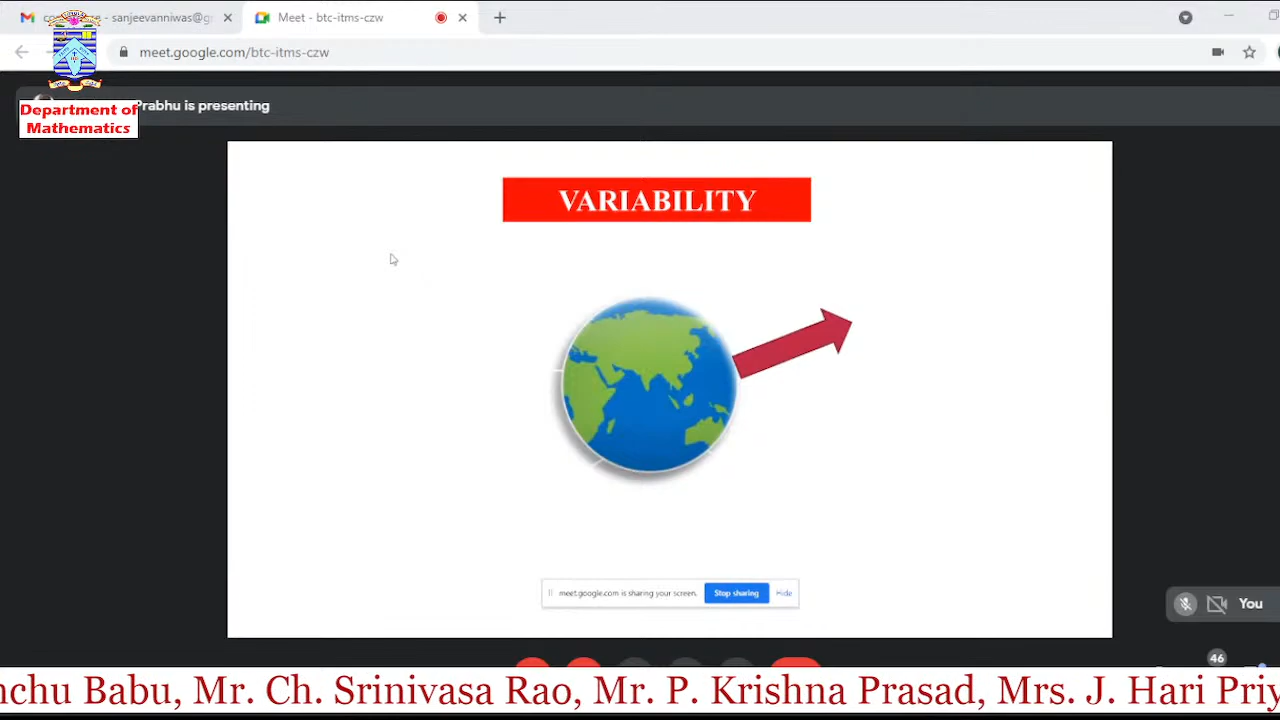 Meet - btc-itms-czw
meet.google.com/btc-itms-czw
Prabhu is presenting
Department of
Mathematics
VARIABILITY
meet.google.com is sharing your screen.
Stop sharing
Hide
You
46
nchu Babu, Mr. Ch. Srinivasa Rao, Mr. P. Krishna Prasad, Mrs. J. Hari Priy